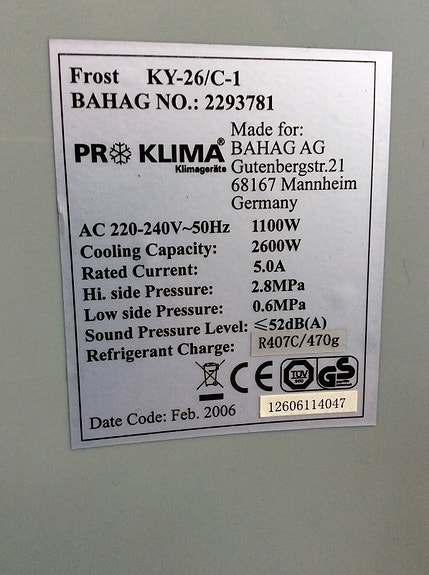 Frost KY-26/C-1
BAHAG NO.: 2293781
PR KLIMA®
Klimageräte
Made for:
BAHAG AG
Gutenbergstr.21
68167 Mannheim
Germany
AC 220-240V~50Hz 1100W
Cooling Capacity: 2600W
Rated Current: 5.0A
Hi. side Pressure: 2.8MPa
Low side Pressure: 0.6MPa
Sound Pressure Level: ≤52dB(A)
Refrigerant Charge: R407C/470g
CE TÜV GS
Date Code: Feb. 2006 12606114047